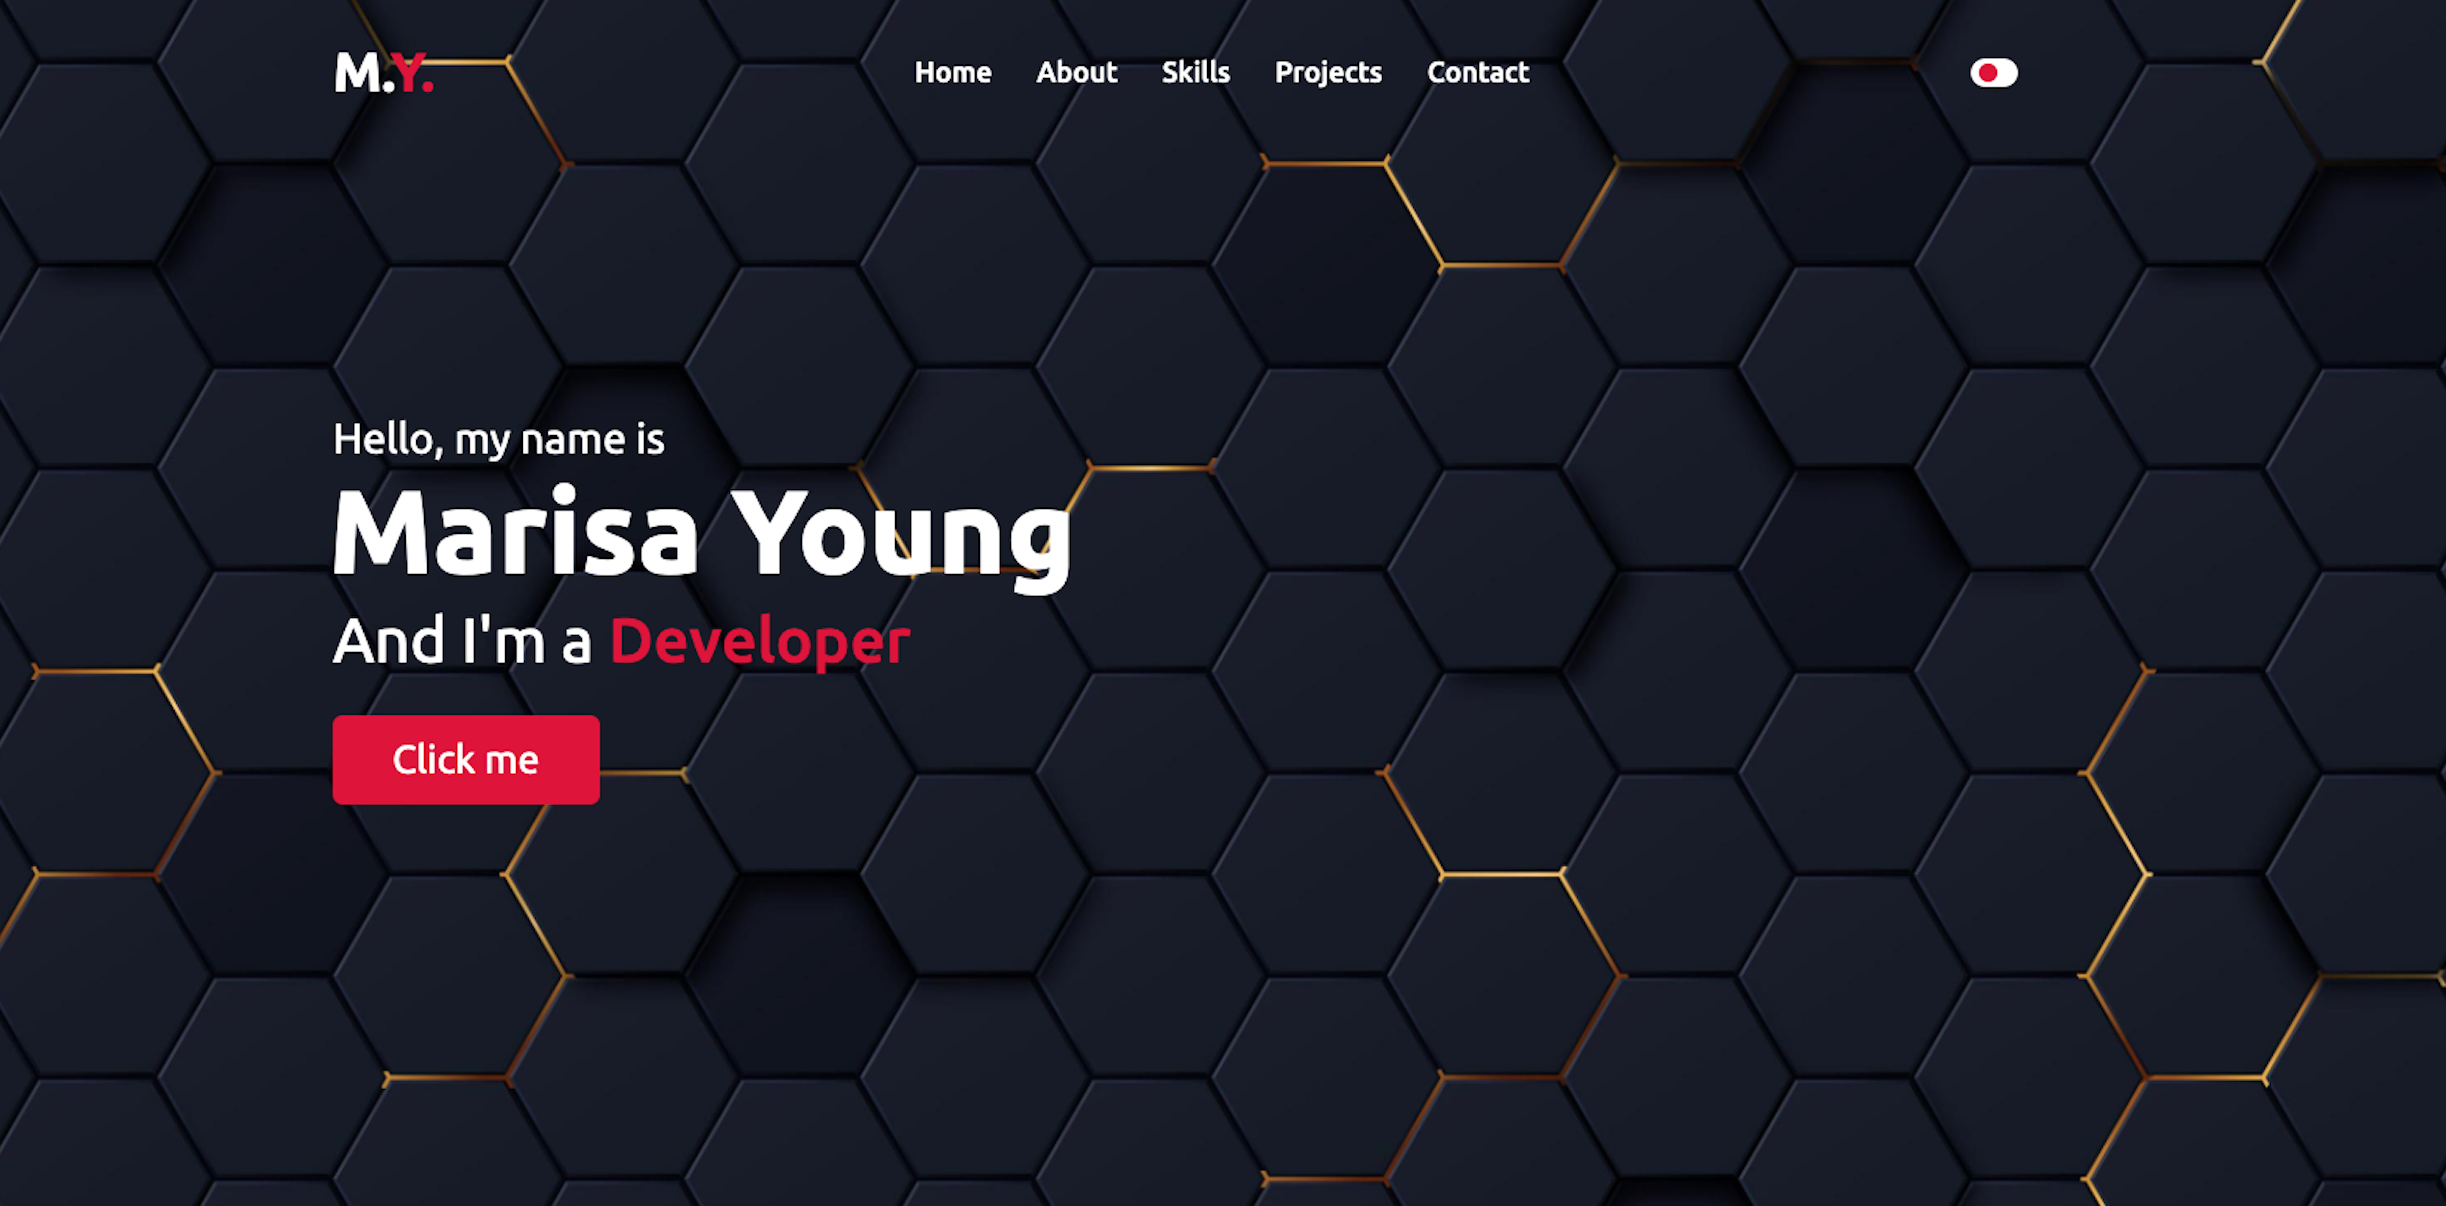 M.Y.
Home About Skills Projects Contact
Hello, my name is
Marisa Young
And I'm a Developer
Click me